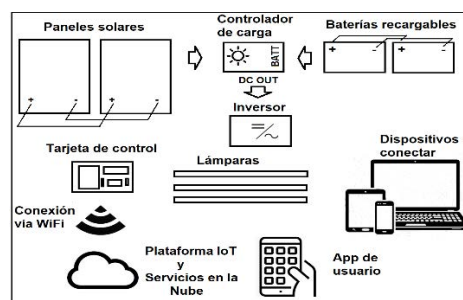 Paneles solares
Controlador
de carga
Baterías recargables
BATT
+ - + -
DC OUT
Inversor
+ - + -
Tarjeta de control
Lámparas
Dispositivos
conectar
Conexión
vía WiFi
Plataforma IoT
y
Servicios en la
Nube
App de
usuario